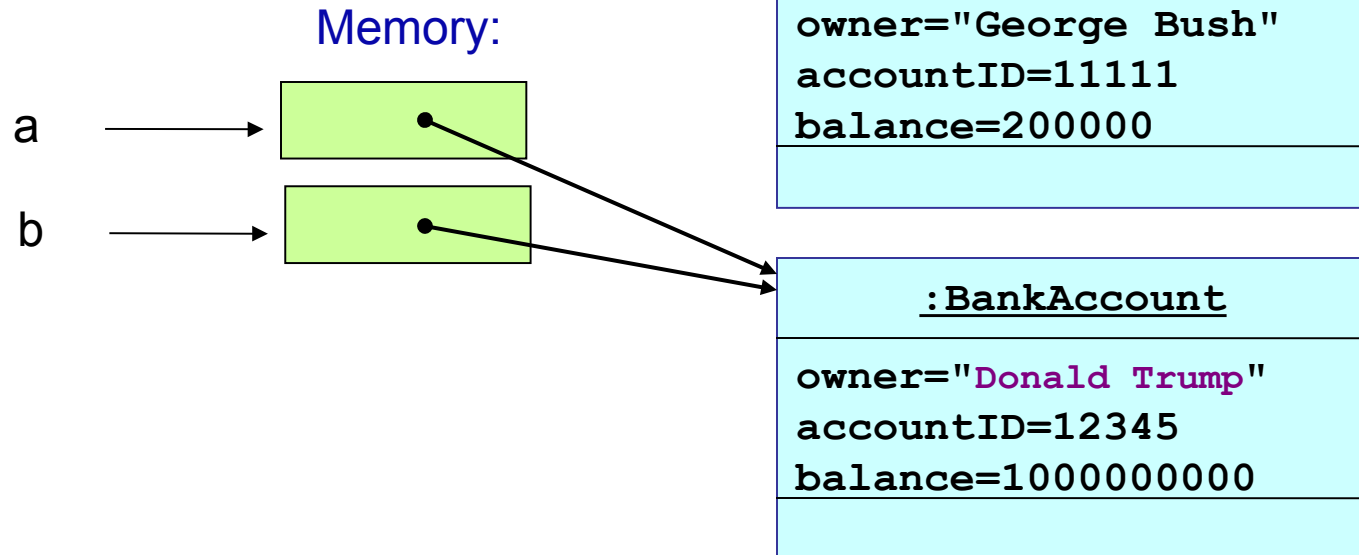 Memory:
a
b
owner="George Bush"
accountID=11111
balance=200000
:BankAccount
owner="Donald Trump"
accountID=12345
balance=1000000000